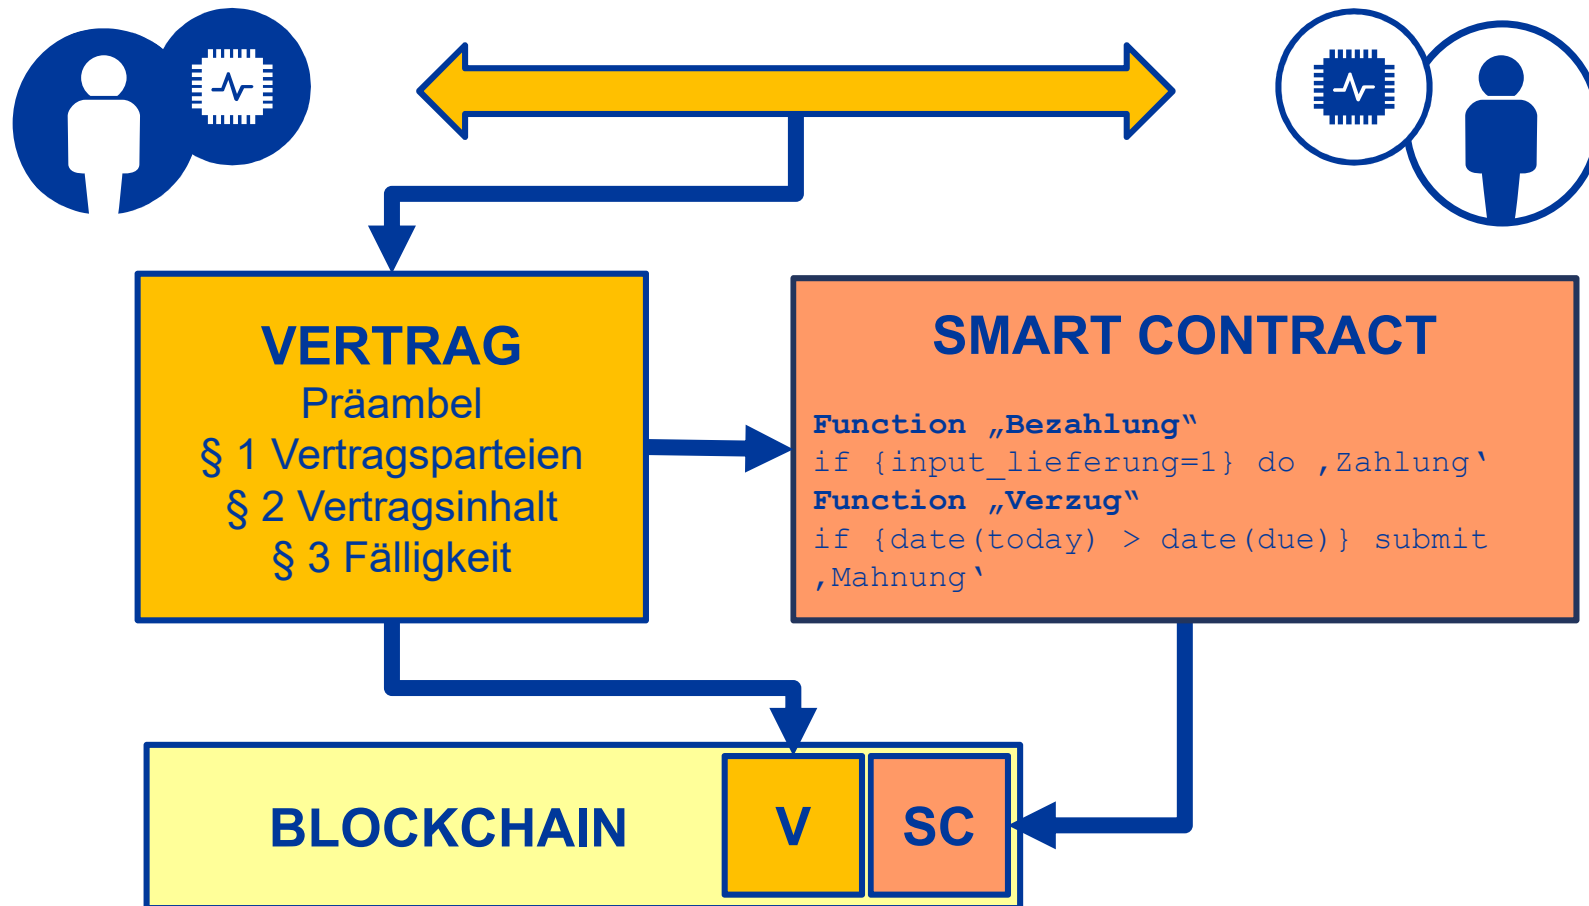 VERTRAG
Präambel
§ 1 Vertragsparteien
§ 2 Vertragsinhalt
§ 3 Fälligkeit
SMART CONTRACT
Function „Bezahlung“
if {input_lieferung=1} do ‚Zahlung‘
Function „Verzug“
if {date(today) > date(due)} submit
‚Mahnung‘
BLOCKCHAIN
V
SC